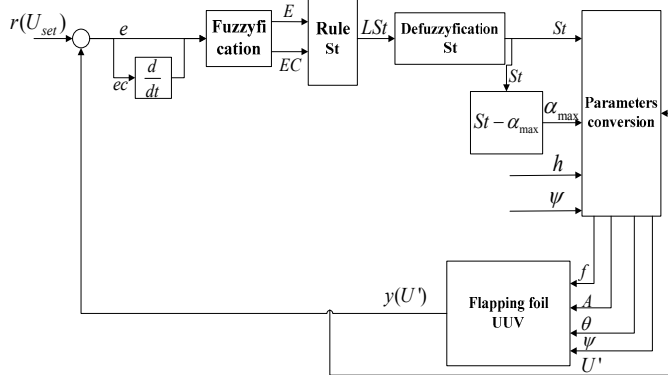 r(U_set)
e
ec
d/dt
Fuzzyfi
cation
E
EC
Rule
St
LSt
Defuzzyfication
St
St
St
St − α_max
α_max
Parameters
conversion
h
ψ
f
A
θ
ψ
U'
Flapping foil
UUV
y(U')